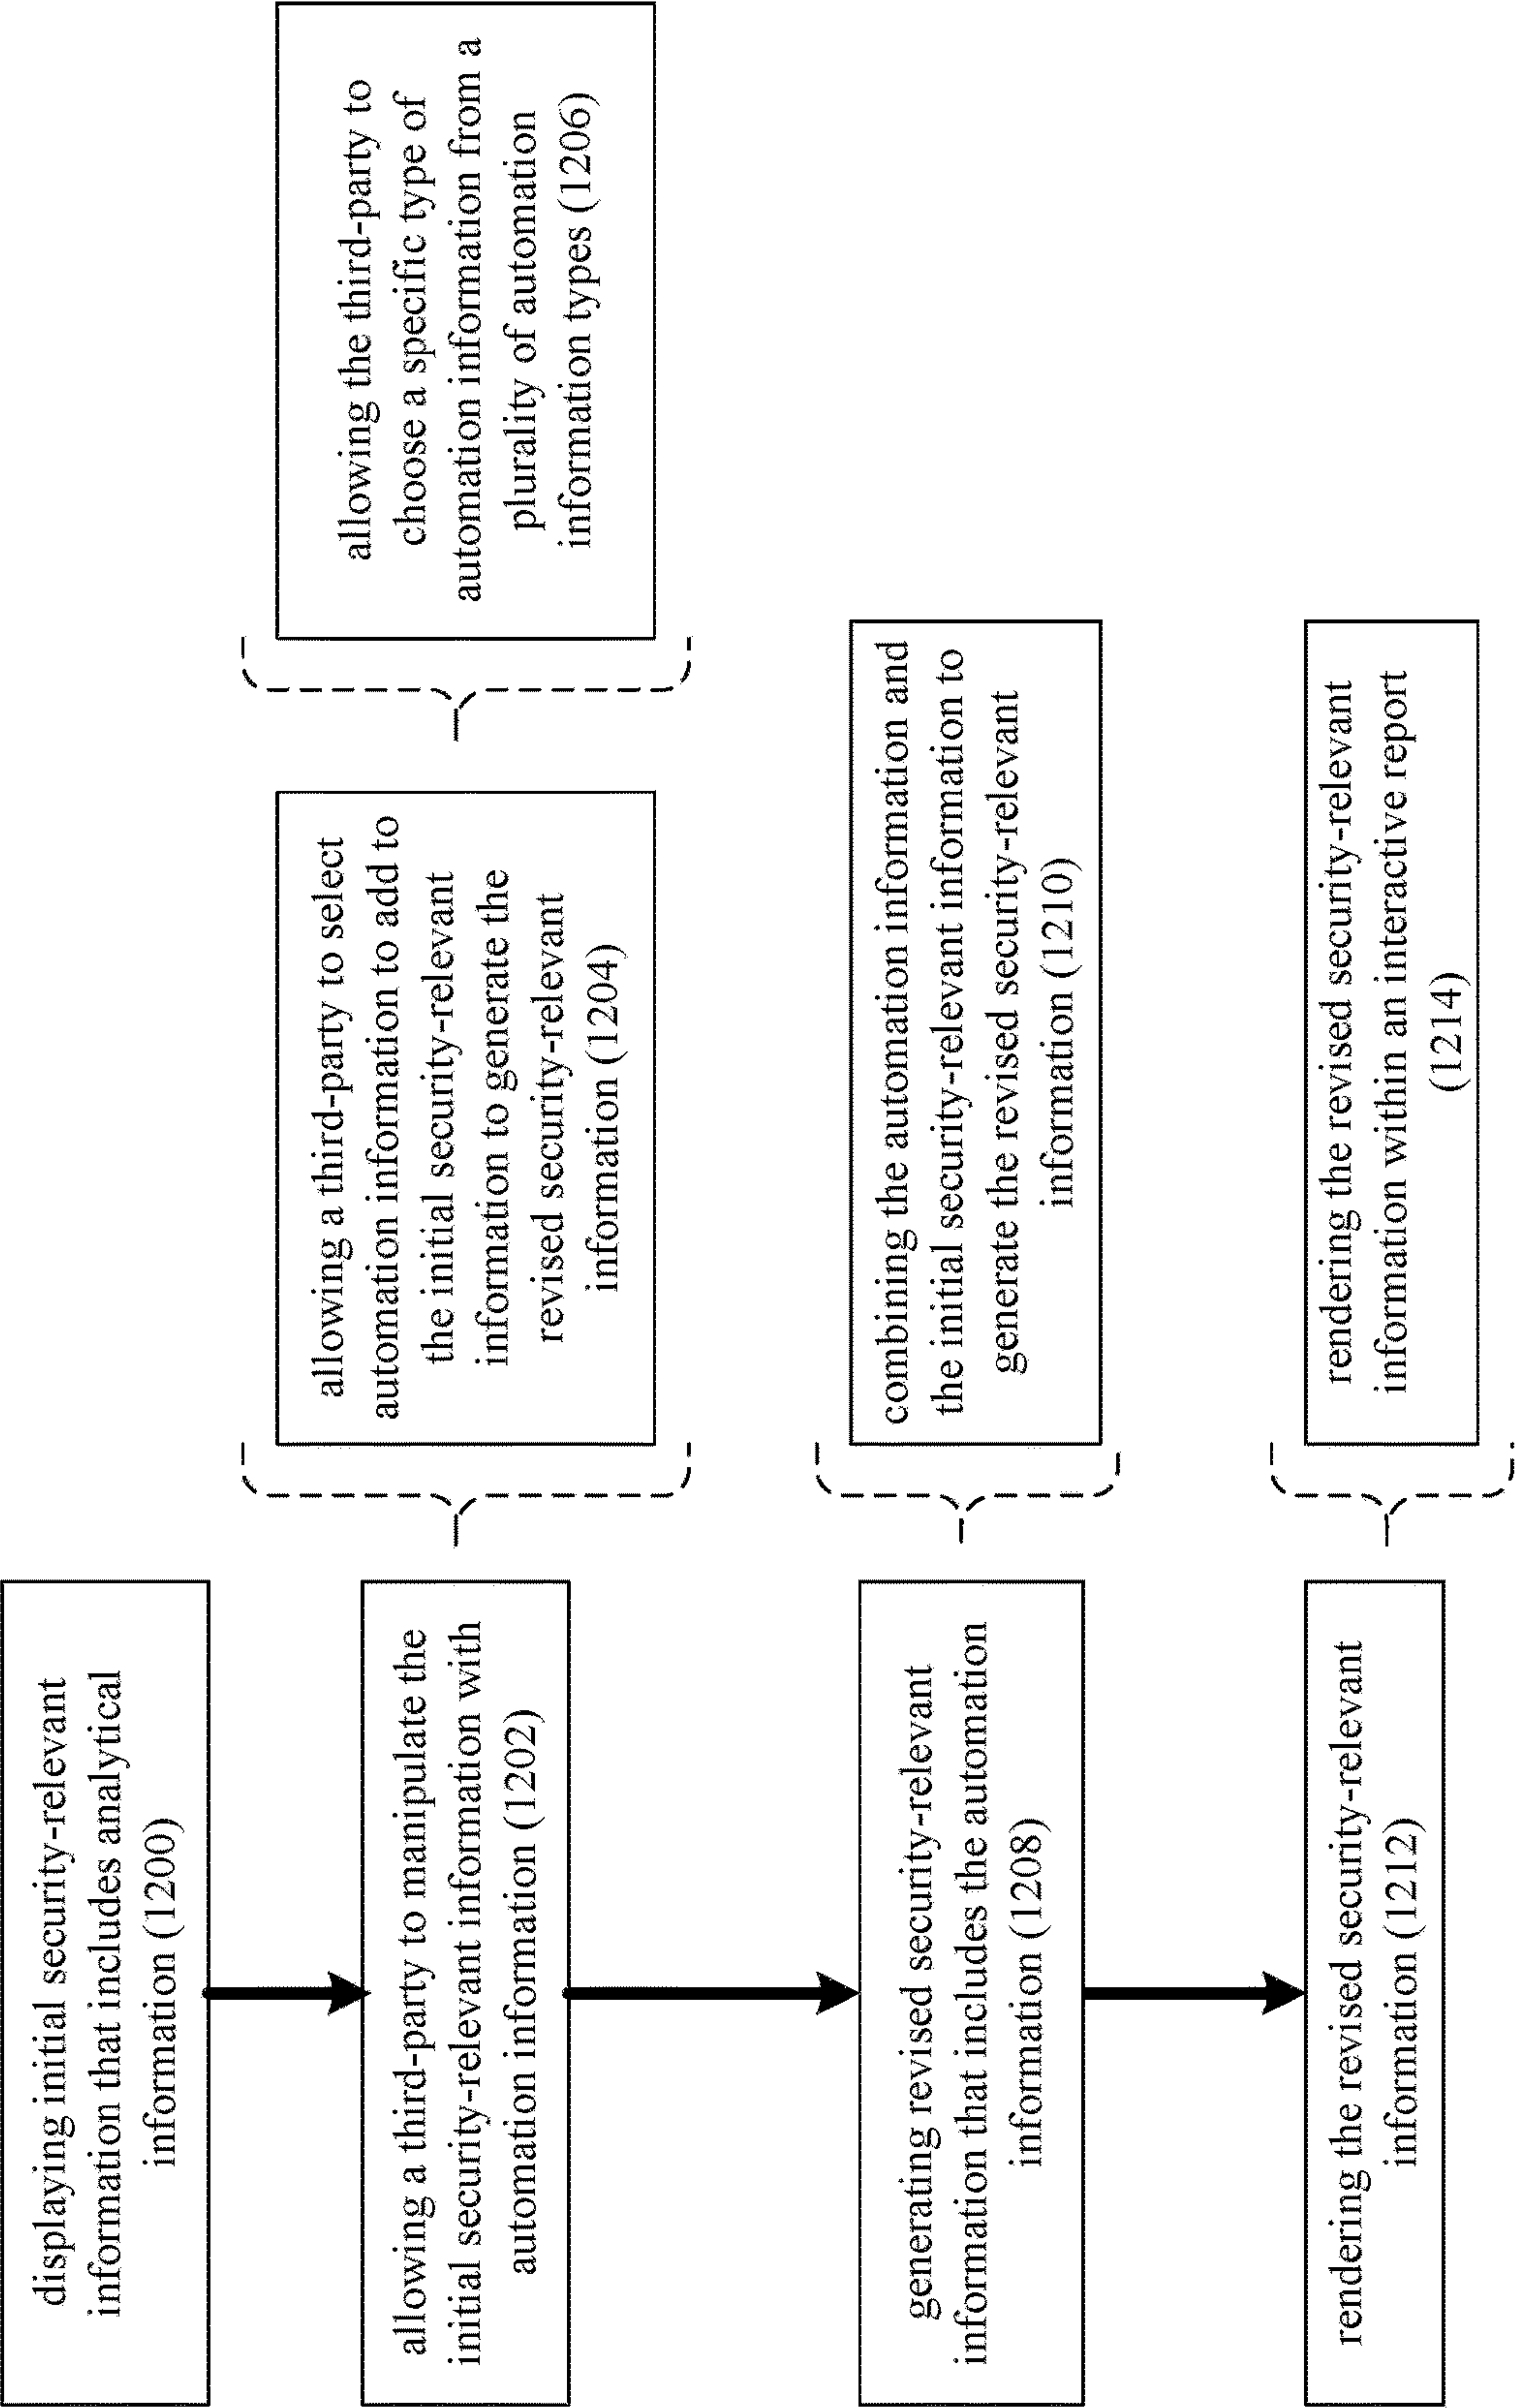 displaying initial security-relevant
information that includes analytical
information (1200)
allowing a third-party to manipulate the
initial security-relevant information with
automation information (1202)
allowing a third-party to select
automation information to add to
the initial security-relevant
information to generate the
revised security-relevant
information (1204)
allowing the third-party to
choose a specific type of
automation information from a
plurality of automation
information types (1206)
generating revised security-relevant
information that includes the automation
information (1208)
combining the automation information and
the initial security-relevant information to
generate the revised security-relevant
information (1210)
rendering the revised security-relevant
information (1212)
rendering the revised security-relevant
information within an interactive report
(1214)